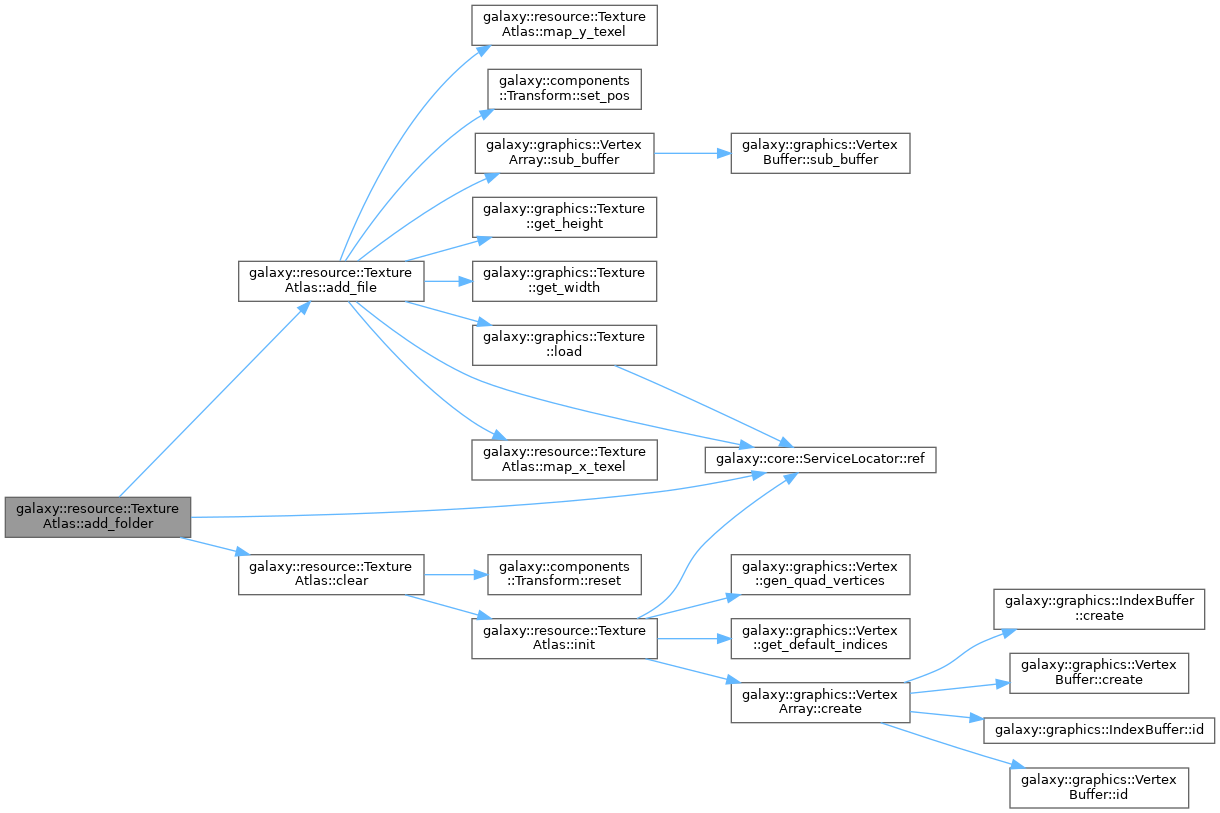 galaxy::resource::Texture
Atlas::map_y_texel
galaxy::components
::Transform::set_pos
galaxy::graphics::Vertex
Array::sub_buffer
galaxy::graphics::Vertex
Buffer::sub_buffer
galaxy::graphics::Texture
::get_height
galaxy::resource::Texture
Atlas::add_file
galaxy::graphics::Texture
::get_width
galaxy::graphics::Texture
::load
galaxy::resource::Texture
Atlas::map_x_texel
galaxy::core::ServiceLocator::ref
galaxy::resource::Texture
Atlas::add_folder
galaxy::resource::Texture
Atlas::clear
galaxy::components
::Transform::reset
galaxy::graphics::Vertex
::gen_quad_vertices
galaxy::resource::Texture
Atlas::init
galaxy::graphics::Vertex
::get_default_indices
galaxy::graphics::Vertex
Array::create
galaxy::graphics::IndexBuffer
::create
galaxy::graphics::Vertex
Buffer::create
galaxy::graphics::IndexBuffer::id
galaxy::graphics::Vertex
Buffer::id